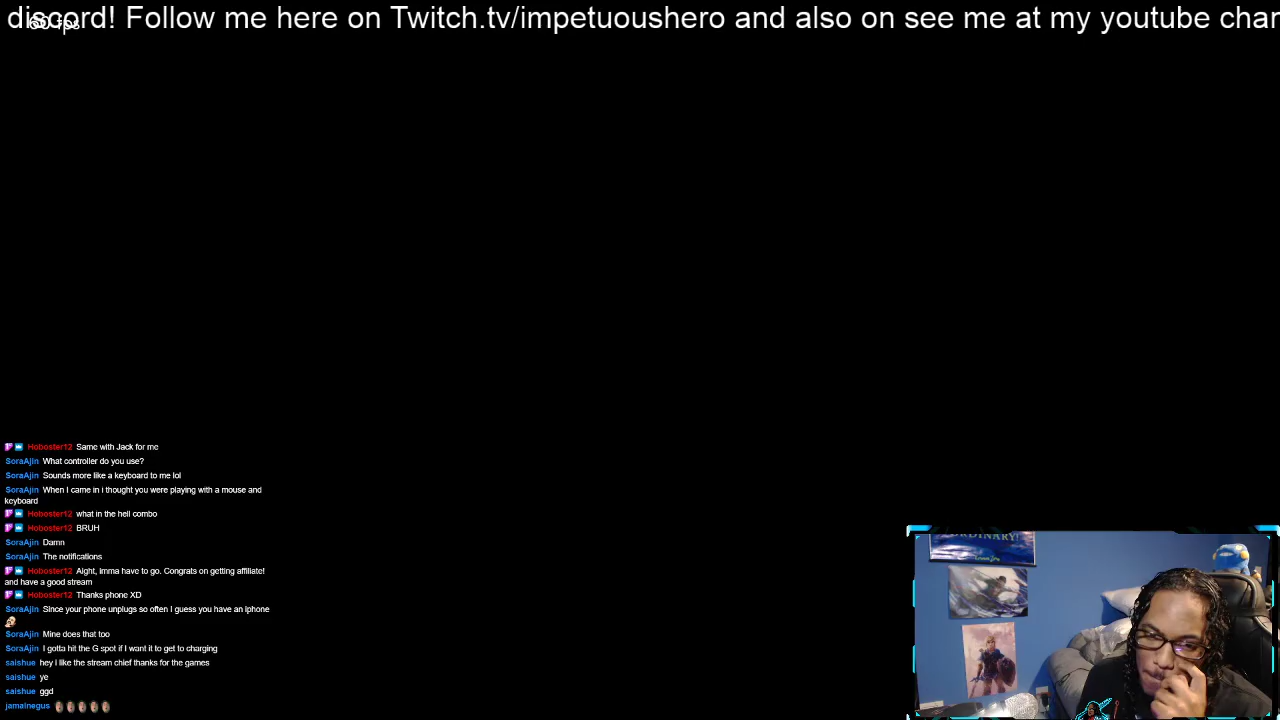 discord! Follow me here on Twitch.tv/impetuoushero and also on see me at my youtube char
60 fps
Hoboster12 Same with Jack for me
SoraAjin What controller do you use?
SoraAjin Sounds more like a keyboard to me lol
SoraAjin When I came in i thought you were playing with a mouse and
keyboard
Hoboster12 what in the hell combo
Hoboster12 BRUH
SoraAjin Damn
SoraAjin The notifications
Hoboster12 Aight, imma have to go. Congrats on getting affiliate!
and have a good stream
Hoboster12 Thanks phone XD
SoraAjin Since your phone unplugs so often I guess you have an iphone
SoraAjin Mine does that too
SoraAjin I gotta hit the G spot if I want it to get to charging
saishue hey i like the stream chief thanks for the games
saishue ye
saishue ggd
jamalnegus